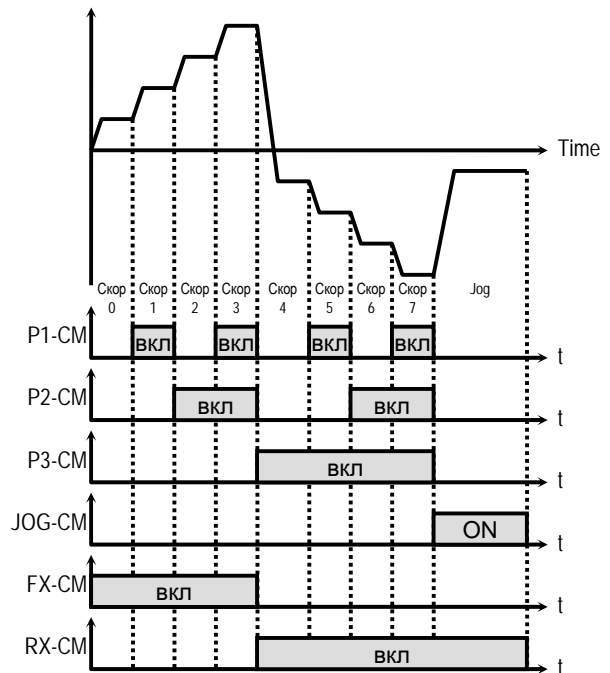 Time
Скор 0
Скор 1
Скор 2
Скор 3
Скор 4
Скор 5
Скор 6
Скор 7
Jog
P1-CM
ВКЛ
ВКЛ
ВКЛ
ВКЛ
t
P2-CM
ВКЛ
ВКЛ
t
P3-CM
ВКЛ
t
JOG-CM
ON
t
FX-CM
ВКЛ
t
RX-CM
ВКЛ
t